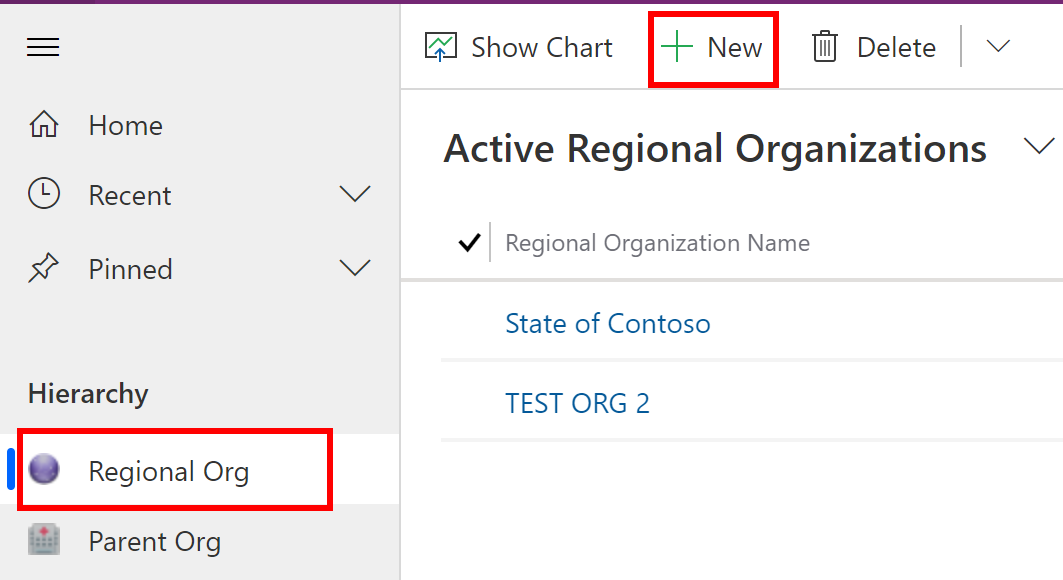 Home
Recent
Pinned
Hierarchy
Regional Org
Parent Org
Show Chart
New
Delete
Active Regional Organizations
Regional Organization Name
State of Contoso
TEST ORG 2